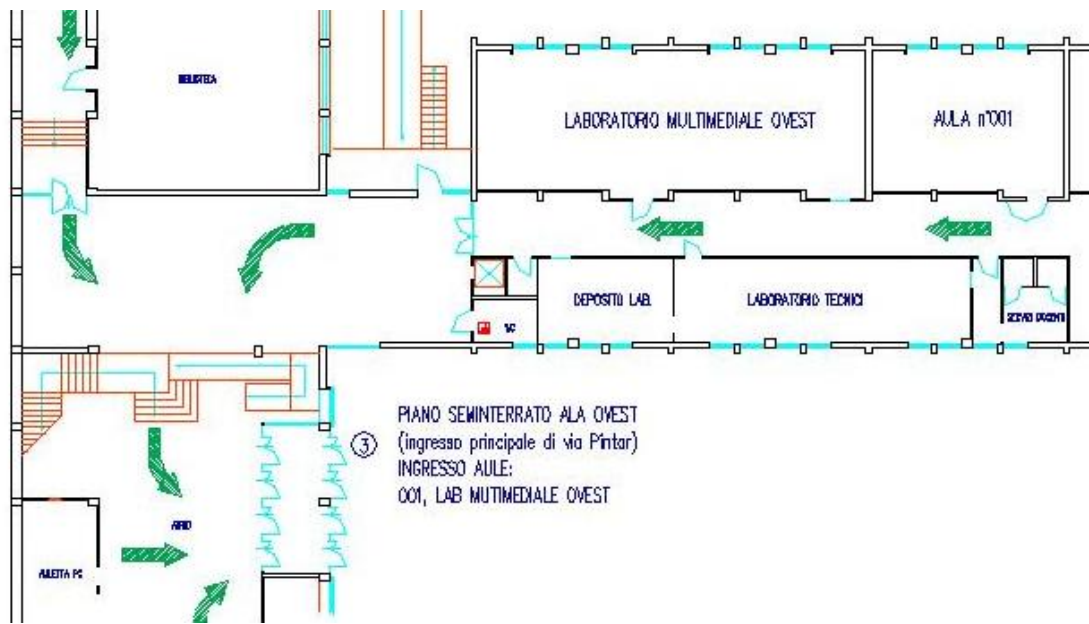 BIBLIOTECA
LABORATORIO MULTIMEDIALE OVEST
AULA n°001
DEPOSITO LAB.
LABORATORIO TECNICI
WC
SERVIZI DOCENTI
PIANO SEMINTERRATO ALA OVEST
3
(ingresso principale di via Pintor)
INGRESSO AULE:
001, LAB MUTIMEDIALE OVEST
ATRIO
AULETTA PC